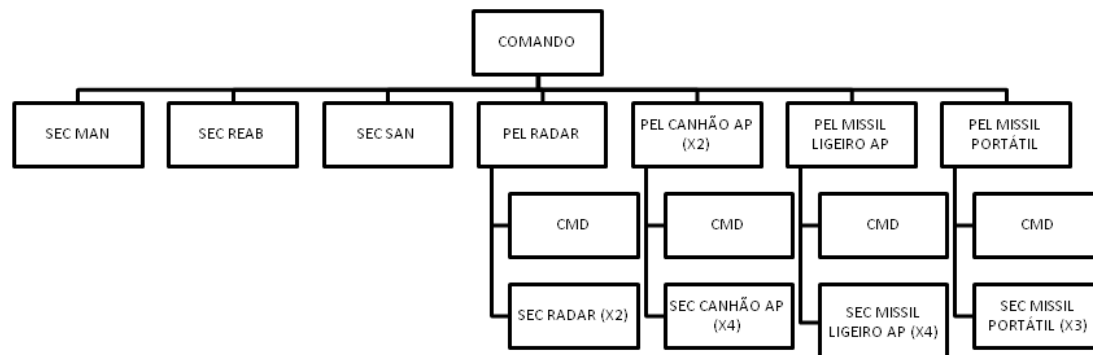 COMANDO
SEC MAN
SEC REAB
SEC SAN
PEL RADAR
PEL CANHÃO AP
(X2)
PEL MISSIL
LIGEIRO AP
PEL MISSIL
PORTÁTIL
CMD
CMD
CMD
CMD
SEC RADAR (X2)
SEC CANHÃO AP
(X4)
SEC MISSIL
LIGEIRO AP (X4)
SEC MISSIL
PORTÁTIL (X3)